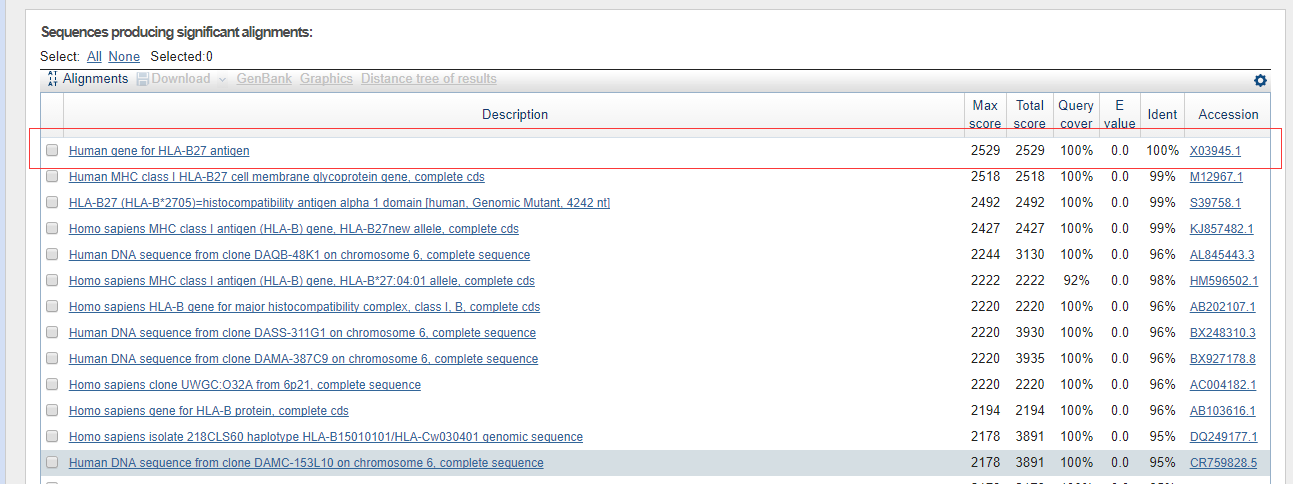 Sequences producing significant alignments:
Select: All None Selected:0
AT AT Alignments Download GenBank Graphics Distance tree of results
Description Max score Total score Query cover E value Ident Accession
Human gene for HLA-B27 antigen 2529 2529 100% 0.0 100% X03945.1
Human MHC class I HLA-B27 cell membrane glycoprotein gene, complete cds 2518 2518 100% 0.0 99% M12967.1
HLA-B27 (HLA-B*2705)=histocompatibility antigen alpha 1 domain [human, Genomic Mutant, 4242 nt] 2492 2492 100% 0.0 99% S39758.1
Homo sapiens MHC class I antigen (HLA-B) gene, HLA-B27new allele, complete cds 2427 2427 100% 0.0 99% KJ857482.1
Human DNA sequence from clone DAQB-48K1 on chromosome 6, complete sequence 2244 3130 100% 0.0 96% AL845443.3
Homo sapiens MHC class I antigen (HLA-B) gene, HLA-B*27:04:01 allele, complete cds 2222 2222 92% 0.0 98% HM596502.1
Homo sapiens HLA-B gene for major histocompatibility complex, class I, B, complete cds 2220 2220 100% 0.0 96% AB202107.1
Human DNA sequence from clone DASS-311G1 on chromosome 6, complete sequence 2220 3930 100% 0.0 96% BX248310.3
Human DNA sequence from clone DAMA-387C9 on chromosome 6, complete sequence 2220 3935 100% 0.0 96% BX927178.8
Homo sapiens clone UWGC:O32A from 6p21, complete sequence 2220 2220 100% 0.0 96% AC004182.1
Homo sapiens gene for HLA-B protein, complete cds 2194 2194 100% 0.0 96% AB103616.1
Homo sapiens isolate 218CLS60 haplotype HLA-B15010101/HLA-Cw030401 genomic sequence 2178 3891 100% 0.0 95% DQ249177.1
Human DNA sequence from clone DAMC-153L10 on chromosome 6, complete sequence 2178 3891 100% 0.0 95% CR759828.5